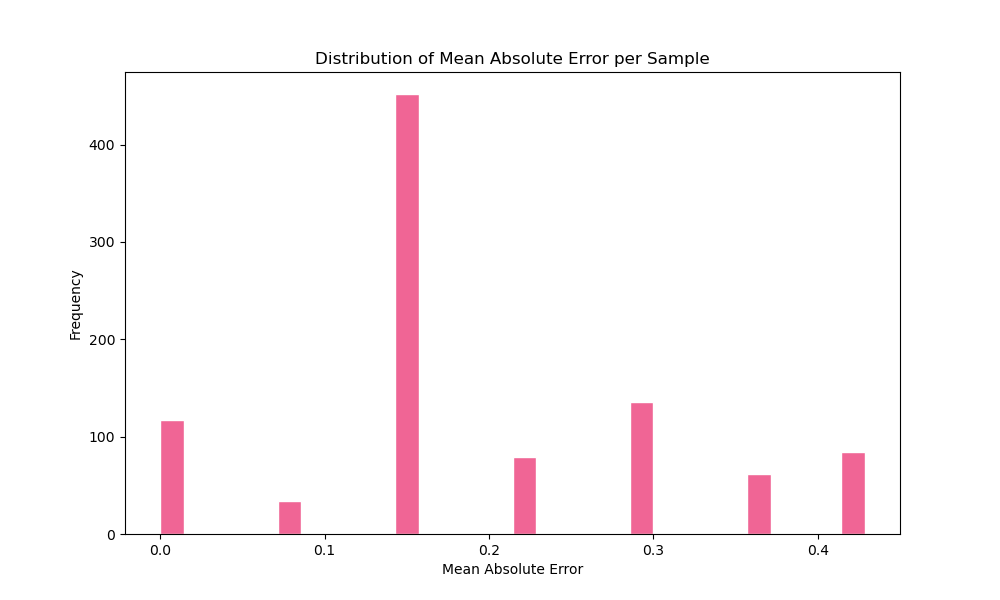 Distribution of Mean Absolute Error per Sample
400
300
200
100
0
Frequency
0.0 0.1 0.2 0.3 0.4
Mean Absolute Error